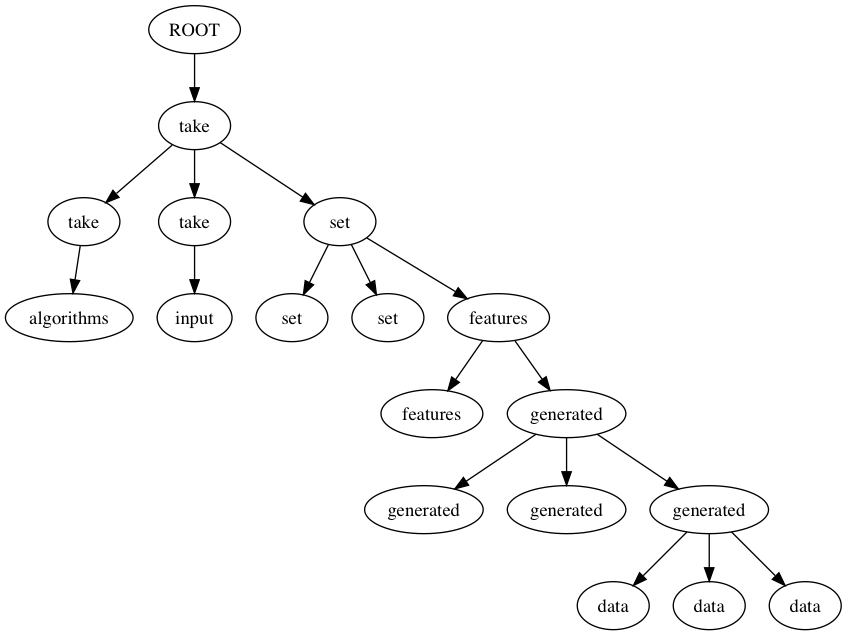 ROOT
take
take take set
algorithms input set set features
features generated
generated generated generated
data data data